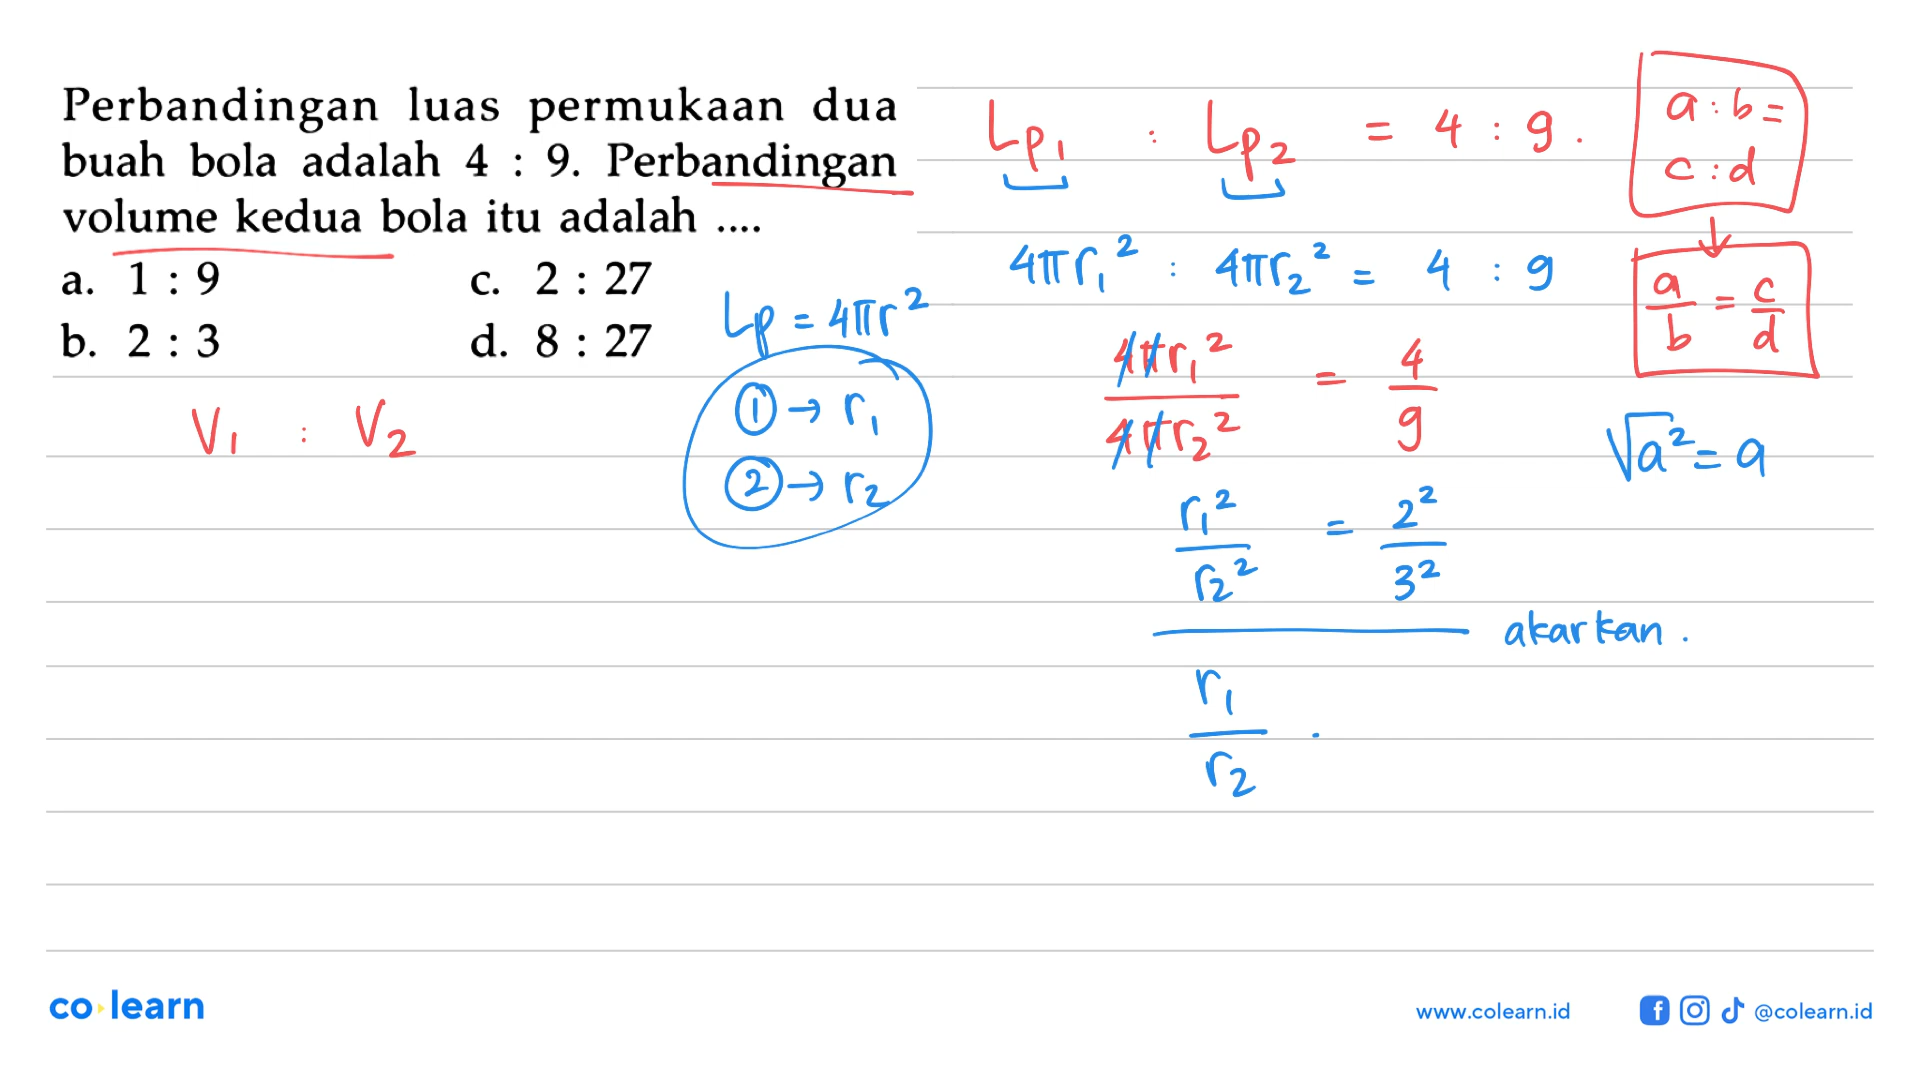 Perbandingan luas permukaan dua
buah bola adalah 4 : 9. Perbandingan
volume kedua bola itu adalah ....
a. 1 : 9
c. 2 : 27
b. 2 : 3
d. 8 : 27
V₁ : V₂
Lp = 4πr²
① → r₁
② → r₂
Lp₁ : Lp₂ = 4 : 9.
4πr₁² : 4πr₂² = 4 : 9
4πr₁² / 4πr₂² = 4 / 9
r₁² / r₂² = 2² / 3²
akarkan.
r₁ / r₂ .
a : b =
c : d
↓
a / b = c / d
√a² = a
co learn
www.colearn.id
@colearn.id